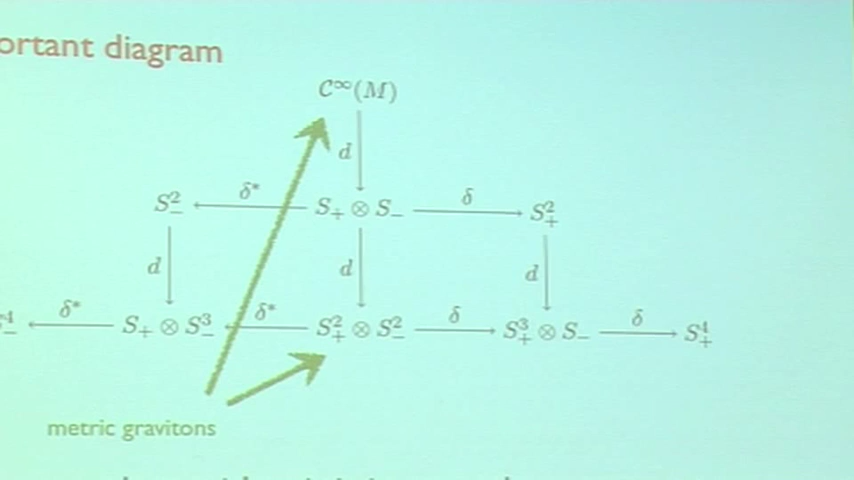 ortant diagram
C^∞(M)
d
S²₋ δ* S₊ ⊗ S₋ δ S²₊
d d d
δ* S₊ ⊗ S³₋ δ* S²₊ ⊗ S²₋ δ S³₊ ⊗ S₋ δ S⁴₊
metric gravitons